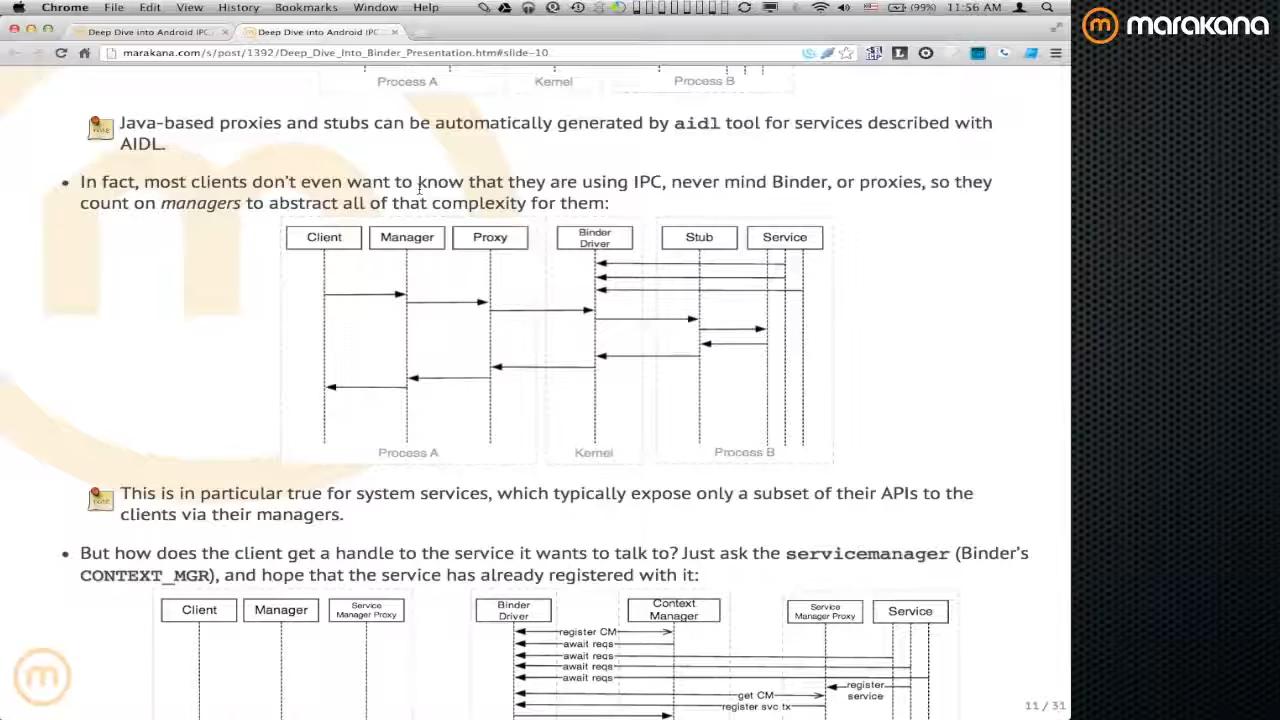 Chrome File Edit View History Bookmarks Window Help (99%) 11:56 AM
marakana
Deep Dive into Android IPC Deep Dive into Android IPC
marakana.com/s/post/1392/Deep_Dive_Into_Binder_Presentation.htm#slide-10
Process A Kernel Process B
Java-based proxies and stubs can be automatically generated by aidl tool for services described with
AIDL.
• In fact, most clients don't even want to know that they are using IPC, never mind Binder, or proxies, so they
count on managers to abstract all of that complexity for them:
Client Manager Proxy Binder Driver Stub Service
Process A Kernel Process B
This is in particular true for system services, which typically expose only a subset of their APIs to the
clients via their managers.
• But how does the client get a handle to the service it wants to talk to? Just ask the servicemanager (Binder's
CONTEXT_MGR), and hope that the service has already registered with it:
Client Manager Service Manager Proxy Binder Driver Context Manager Service Manager Proxy Service
register CM
await reqs
await reqs
await reqs
await reqs
register service
get CM
register svc tx
11 / 31